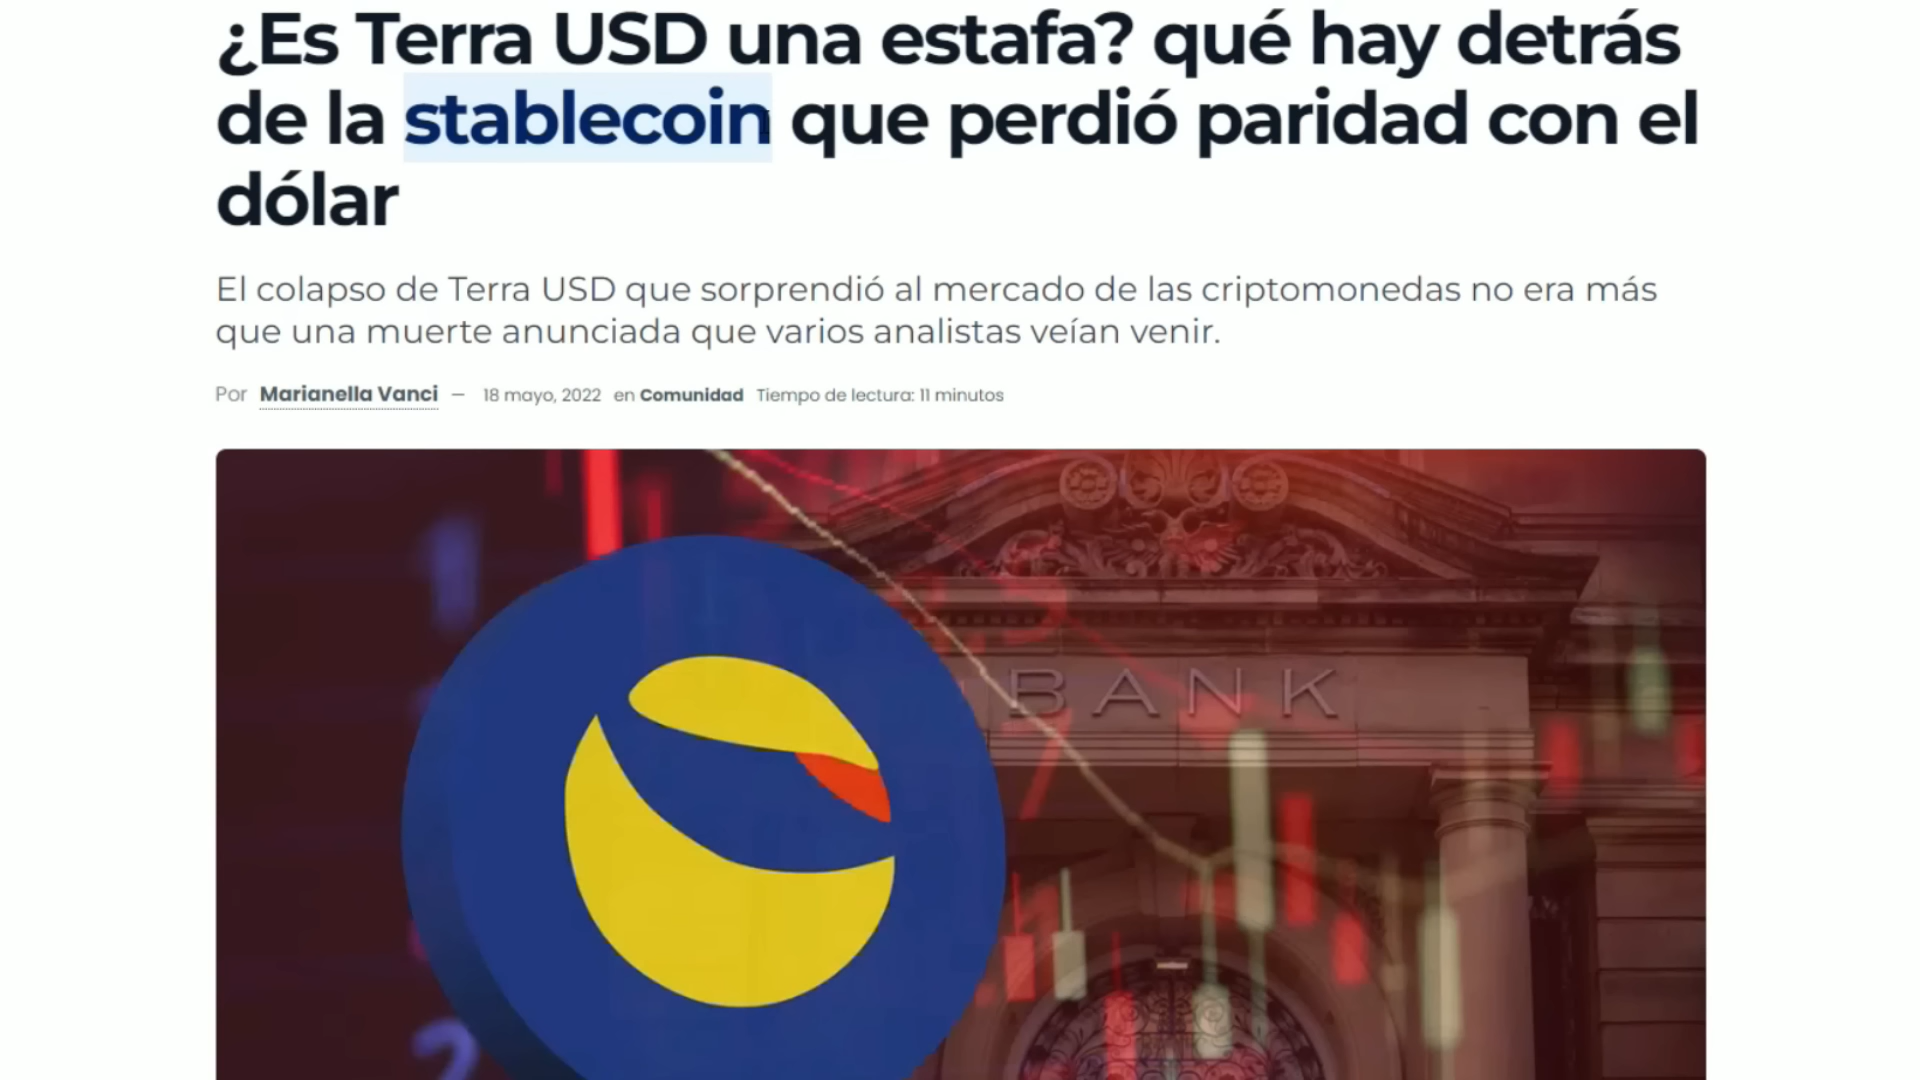 ¿Es Terra USD una estafa? qué hay detrás
de la stablecoin que perdió paridad con el
dólar
El colapso de Terra USD que sorprendió al mercado de las criptomonedas no era más
que una muerte anunciada que varios analistas veían venir.
Por Marianella Vanci — 18 mayo, 2022 en Comunidad Tiempo de lectura: 11 minutos
BANK